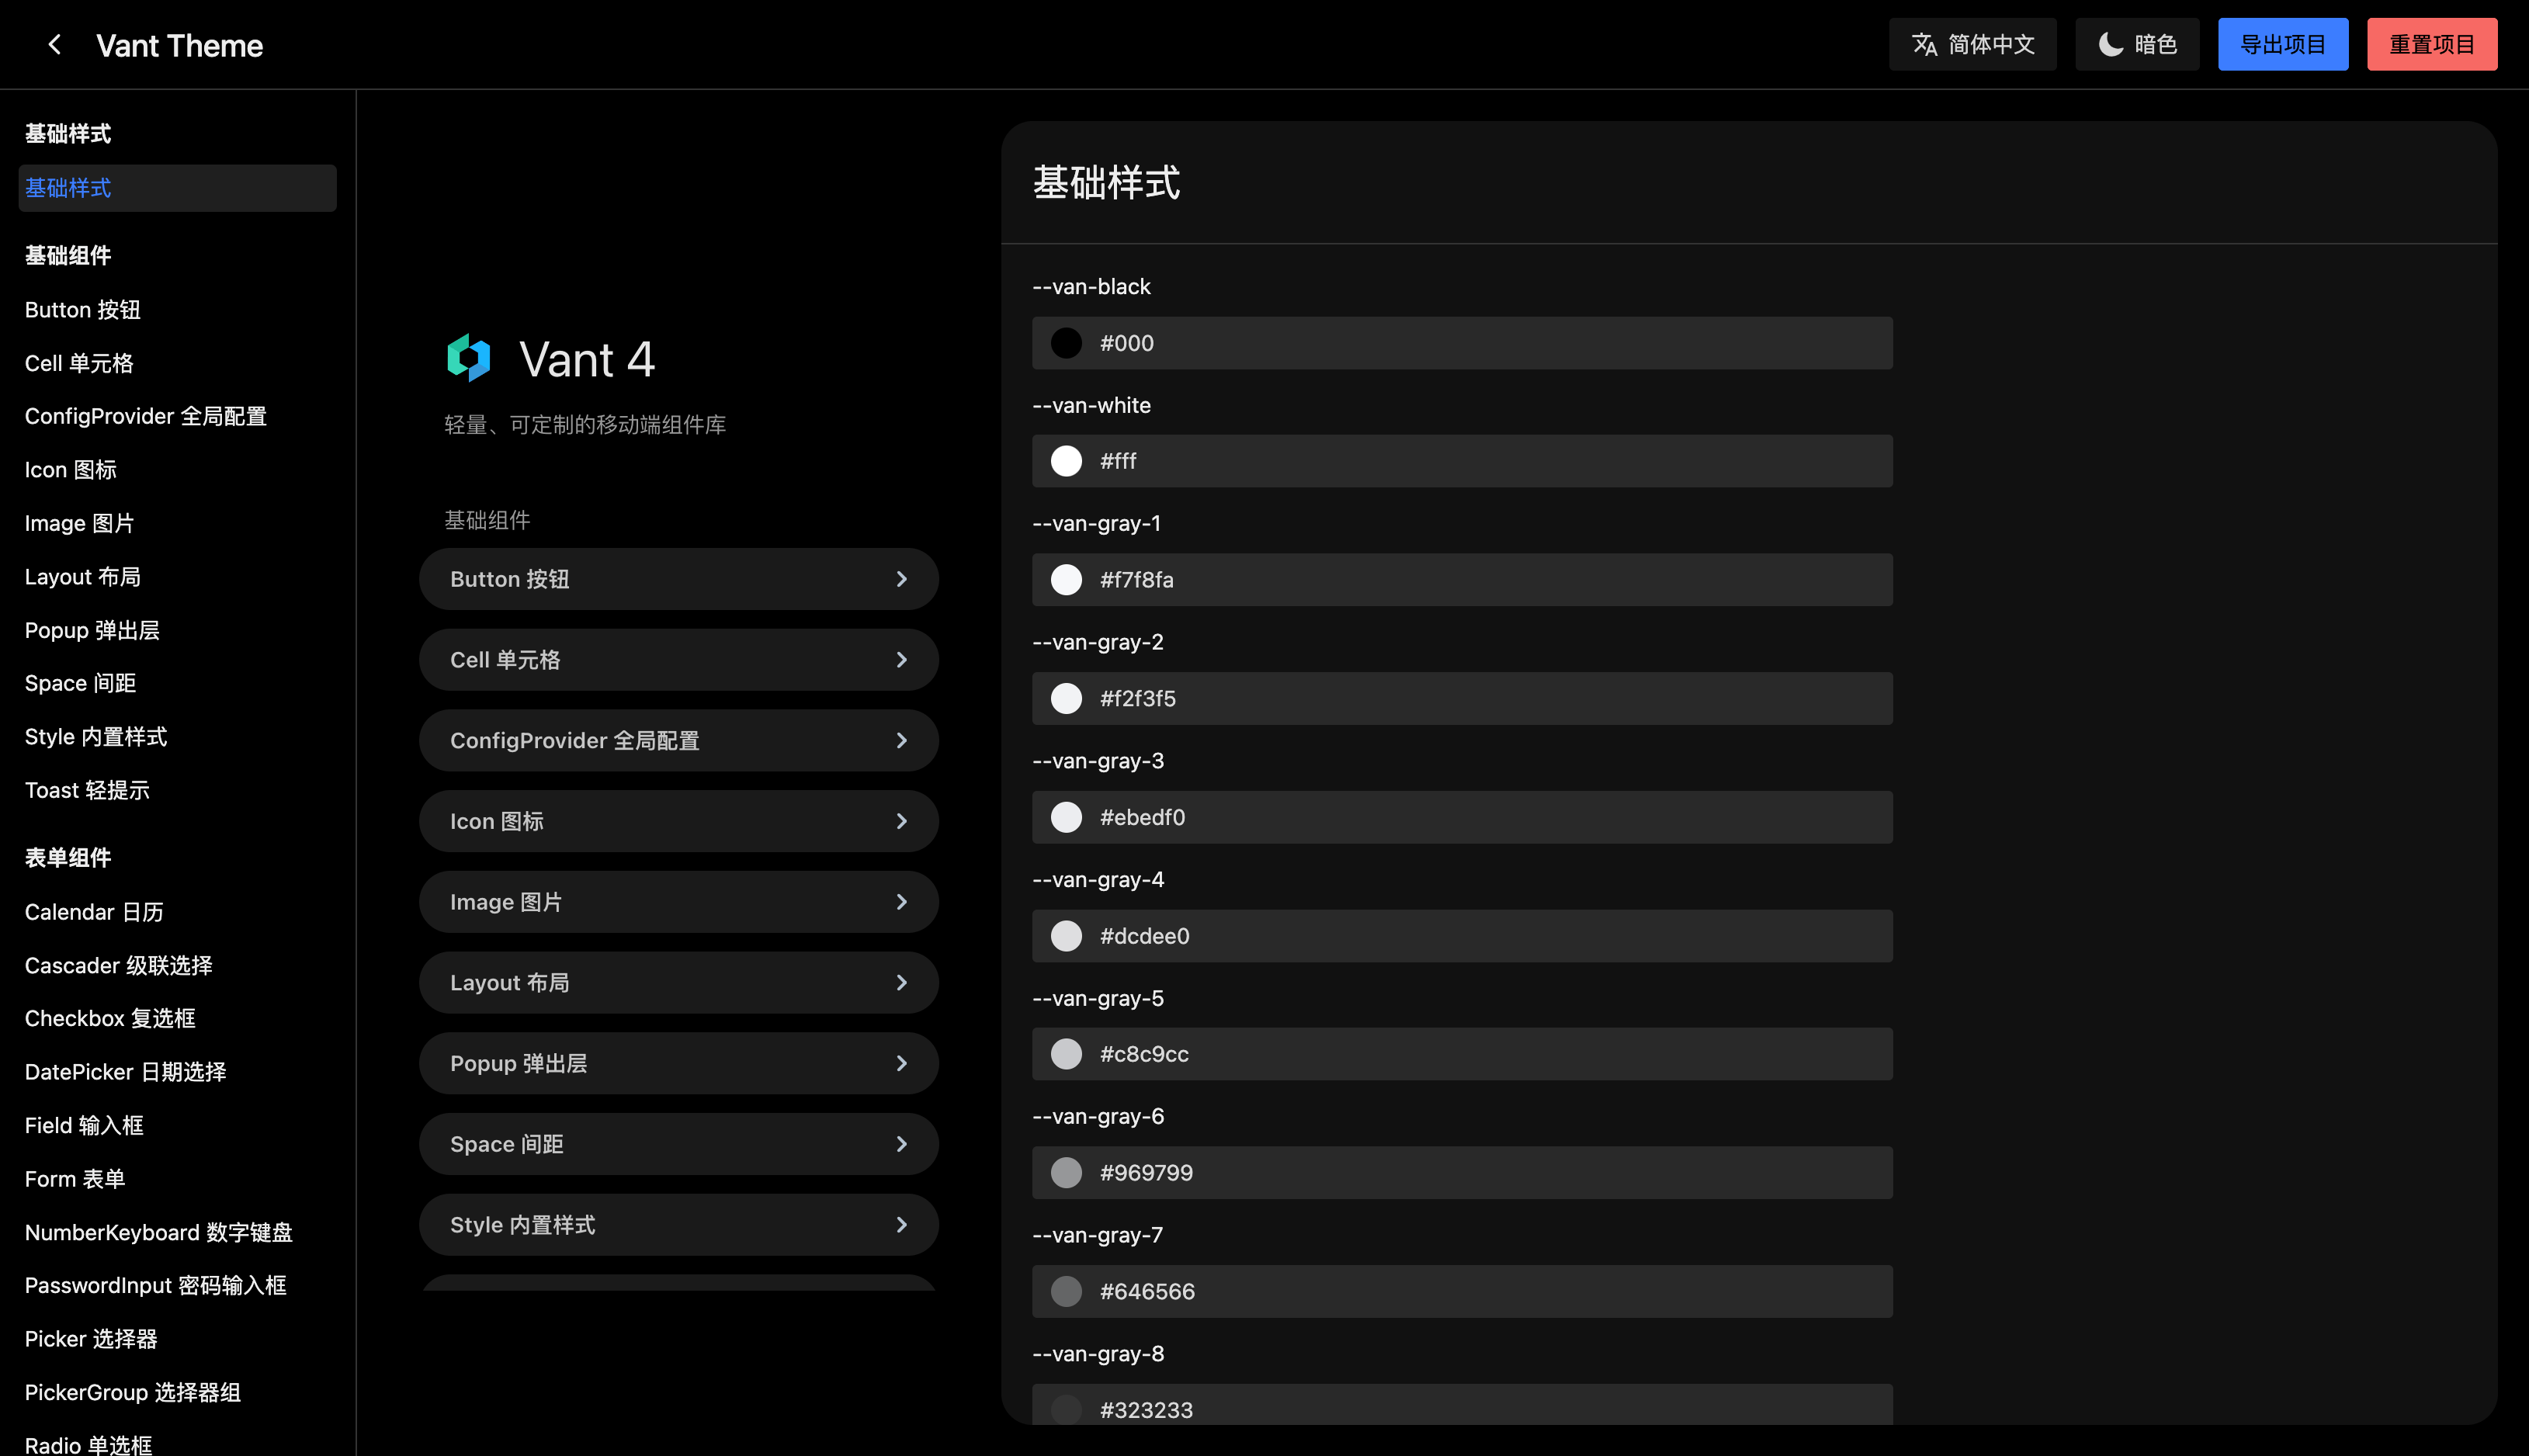 Vant Theme
简体中文
暗色
导出项目
重置项目
基础样式
基础样式
基础组件
Button 按钮
Cell 单元格
ConfigProvider 全局配置
Icon 图标
Image 图片
Layout 布局
Popup 弹出层
Space 间距
Style 内置样式
Toast 轻提示
表单组件
Calendar 日历
Cascader 级联选择
Checkbox 复选框
DatePicker 日期选择
Field 输入框
Form 表单
NumberKeyboard 数字键盘
PasswordInput 密码输入框
Picker 选择器
PickerGroup 选择器组
Radio 单选框
Vant 4
轻量、可定制的移动端组件库
基础组件
Button 按钮
Cell 单元格
ConfigProvider 全局配置
Icon 图标
Image 图片
Layout 布局
Popup 弹出层
Space 间距
Style 内置样式
基础样式
--van-black
#000
--van-white
#fff
--van-gray-1
#f7f8fa
--van-gray-2
#f2f3f5
--van-gray-3
#ebedf0
--van-gray-4
#dcdee0
--van-gray-5
#c8c9cc
--van-gray-6
#969799
--van-gray-7
#646566
--van-gray-8
#323233